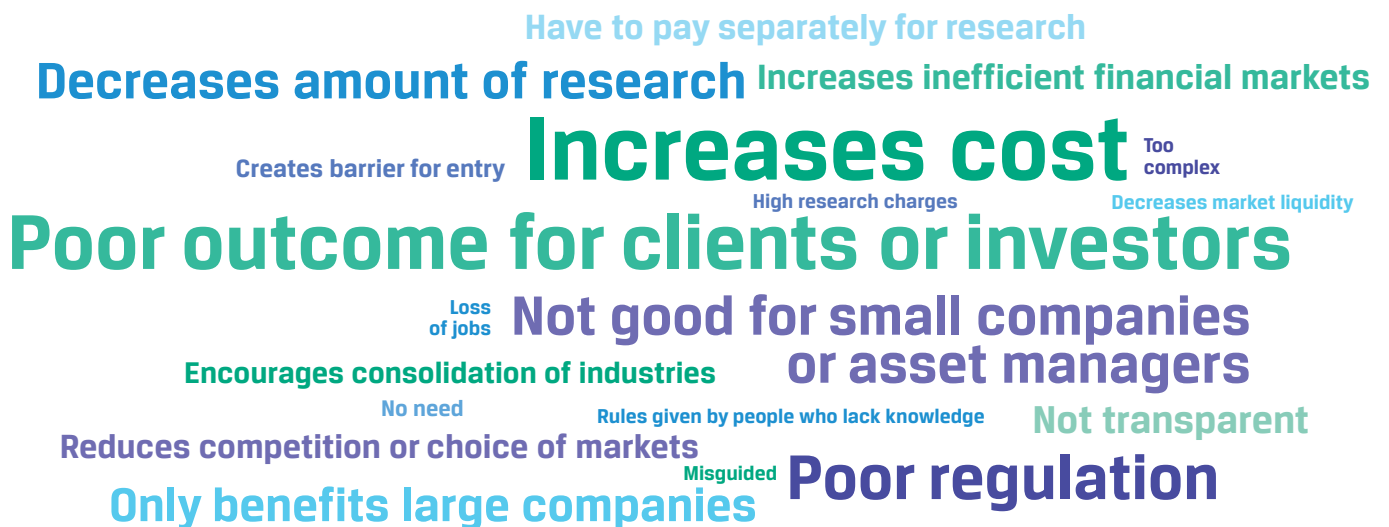 Have to pay separately for research
Decreases amount of research
Increases inefficient financial markets
Increases cost
Too
complex
Creates barrier for entry
High research charges
Decreases market liquidity
Poor outcome for clients or investors
Loss
of jobs
Not good for small companies
or asset managers
Encourages consolidation of industries
No need
Rules given by people who lack knowledge
Not transparent
Reduces competition or choice of markets
Misguided
Poor regulation
Only benefits large companies